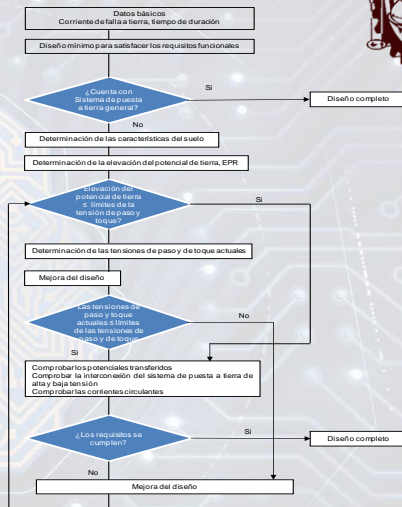 Datos básicos
Corriente de falla a tierra, tiempo de duración
Diseño mínimo para satisfacer los requisitos funcionales
¿Cuenta con
Sistema de puesta
a tierra general?
Si
Diseño completo
No
Determinación de las características del suelo
Determinación de la elevación del potencial de tierra, EPR
Elevación del
potencial de tierra
≤ límites de la
tensión de paso y
toque?
Si
Determinación de las tensiones de paso y de toque actuales
Mejora del diseño
Las tensiones de
paso y toque
actuales ≤ límites
de las tensiones de
paso y de toque
No
Si
Comprobar los potenciales transferidos
Comprobar la interconexión del sistema de puesta a tierra de
alta y baja tensión
Comprobar las corrientes circulantes
¿Los requisitos se
cumplen?
Si
Diseño completo
No
Mejora del diseño